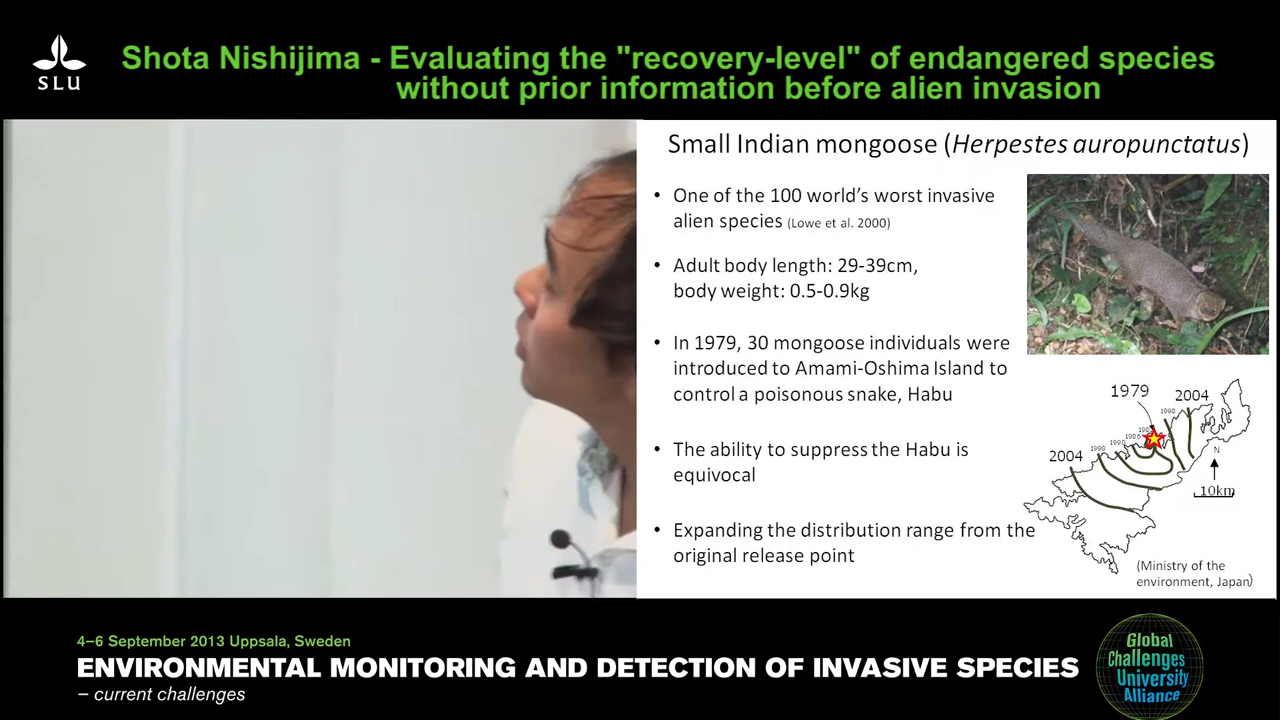 SLU
Shota Nishijima - Evaluating the "recovery-level" of endangered species
without prior information before alien invasion
Small Indian mongoose (Herpestes auropunctatus)
• One of the 100 world's worst invasive
alien species (Lowe et al. 2000)
• Adult body length: 29-39cm,
body weight: 0.5-0.9kg
• In 1979, 30 mongoose individuals were
introduced to Amami-Oshima Island to
control a poisonous snake, Habu
• The ability to suppress the Habu is
equivocal
• Expanding the distribution range from the
original release point
1979
2004
2004
N
10km
(Ministry of the
environment, Japan)
4–6 September 2013 Uppsala, Sweden
ENVIRONMENTAL MONITORING AND DETECTION OF INVASIVE SPECIES
– current challenges
Global
Challenges
University
Alliance